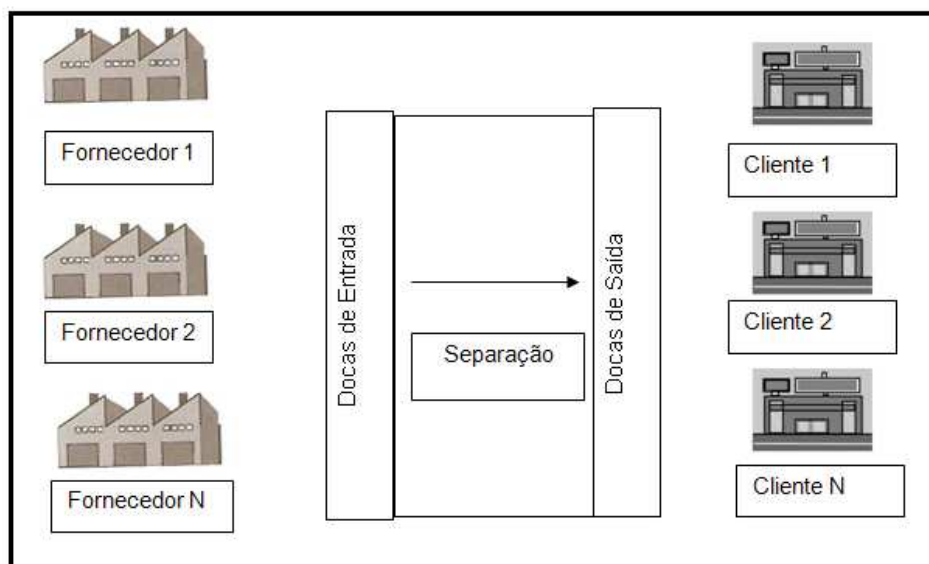 Fornecedor 1
Fornecedor 2
Fornecedor N
Docas de Entrada
Separação
Docas de Saída
Cliente 1
Cliente 2
Cliente N